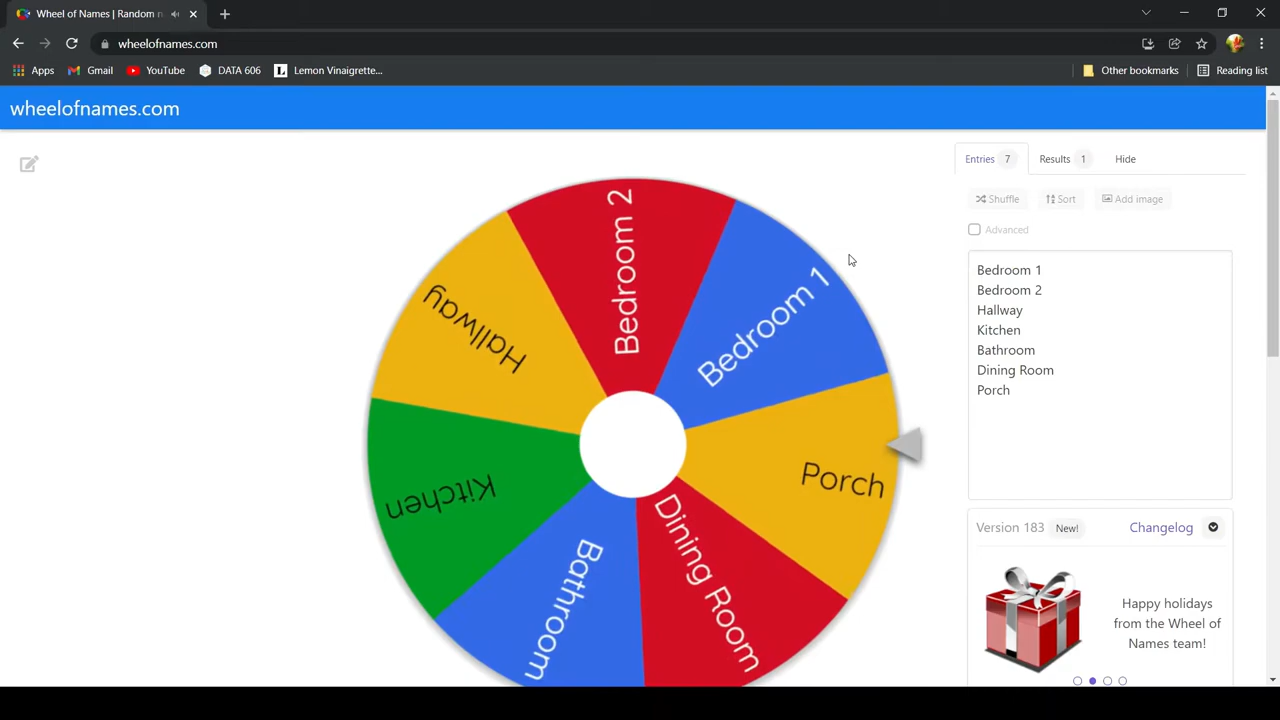 Wheel of Names | Random n
wheelofnames.com
Apps Gmail YouTube DATA 606 Lemon Vinaigrette... Other bookmarks Reading list
wheelofnames.com
Entries 7 Results 1 Hide
Shuffle Sort Add image
Advanced
Bedroom 1
Bedroom 2
Hallway
Kitchen
Bathroom
Dining Room
Porch
Bedroom 2
Bedroom 1
Hallway
Porch
Kitchen
Dining Room
Bathroom
Version 183 New! Changelog
Happy holidays
from the Wheel of
Names team!